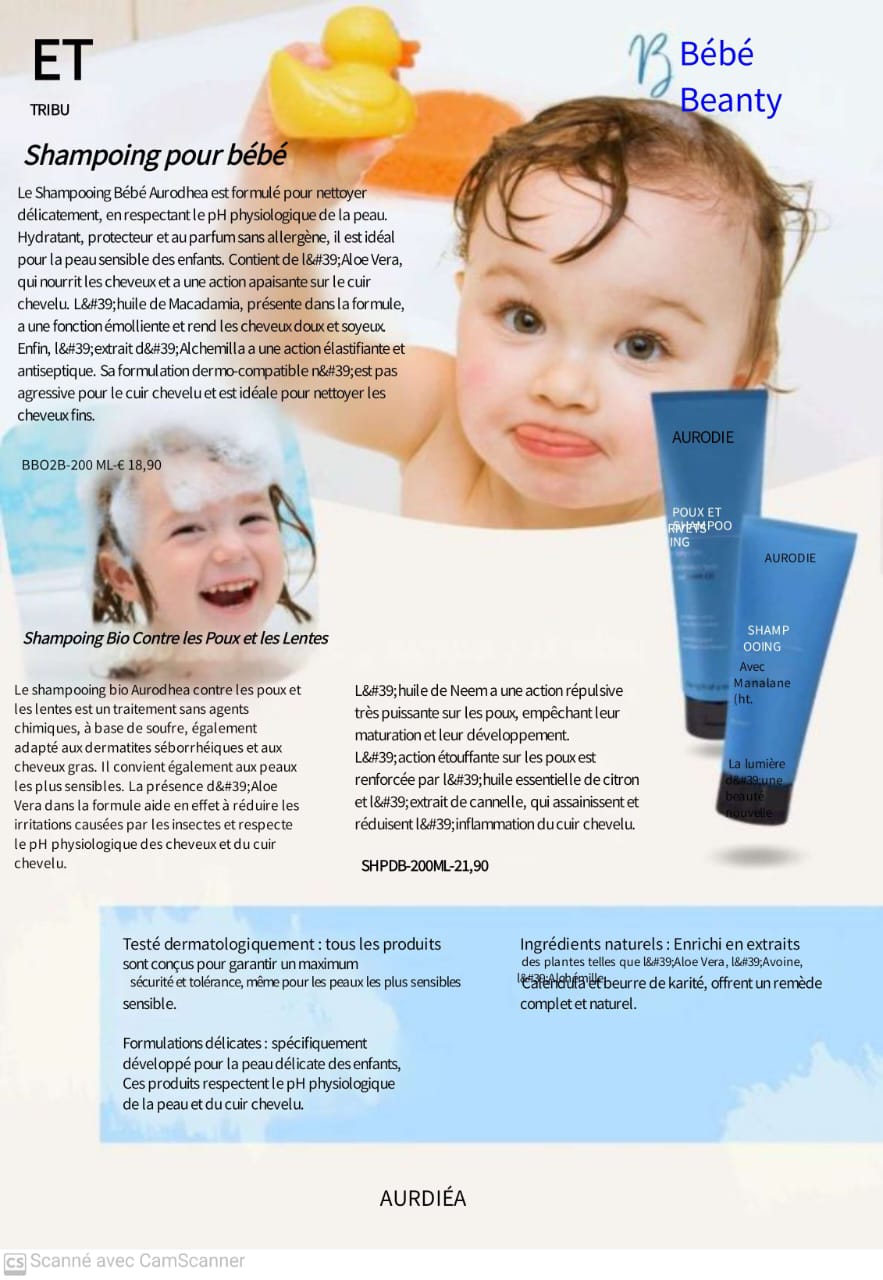 ET
TRIBU
Bébé
Beanty
Shampoing pour bébé
Le Shampooing Bébé Aurodhea est formulé pour nettoyer
délicatement, en respectant le pH physiologique de la peau.
Hydratant, protecteur et au parfum sans allergène, il est idéal
pour la peau sensible des enfants. Contient de l&#39;Aloe Vera,
qui nourrit les cheveux et a une action apaisante sur le cuir
chevelu. L&#39;huile de Macadamia, présente dans la formule,
a une fonction émolliente et rend les cheveux doux et soyeux.
Enfin, l&#39;extrait d&#39;Alchemilla a une action élastifiante et
antiseptique. Sa formulation dermo-compatible n&#39;est pas
agressive pour le cuir chevelu et est idéale pour nettoyer les
cheveux fins.
BBO2B-200 ML-€ 18,90
AURODIE
POUX ET
SHAMPOO
ING
AURODIE
SHAMP
OOING
Avec
Manalane
(ht.
La lumière
d&#39;une
beauté
nouvelle
Shampoing Bio Contre les Poux et les Lentes
Le shampooing bio Aurodhea contre les poux et
les lentes est un traitement sans agents
chimiques, à base de soufre, également
adapté aux dermatites séborrhéiques et aux
cheveux gras. Il convient également aux peaux
les plus sensibles. La présence d&#39;Aloe
Vera dans la formule aide en effet à réduire les
irritations causées par les insectes et respecte
le pH physiologique des cheveux et du cuir
chevelu.
L&#39;huile de Neem a une action répulsive
très puissante sur les poux, empêchant leur
maturation et leur développement.
L&#39;action étouffante sur les poux est
renforcée par l&#39;huile essentielle de citron
et l&#39;extrait de cannelle, qui assainissent et
réduisent l&#39;inflammation du cuir chevelu.
SHPDB-200ML-21,90
Testé dermatologiquement : tous les produits
sont conçus pour garantir un maximum
sécurité et tolérance, même pour les peaux les plus sensibles
sensible.
Formulations délicates : spécifiquement
développé pour la peau délicate des enfants,
Ces produits respectent le pH physiologique
de la peau et du cuir chevelu.
Ingrédients naturels : Enrichi en extraits
des plantes telles que l&#39;Aloe Vera, l&#39;Avoine,
l&#39;Alchémille,
Calendula et beurre de karité, offrent un remède
complet et naturel.
AURDIÉA
CS Scanné avec CamScanner